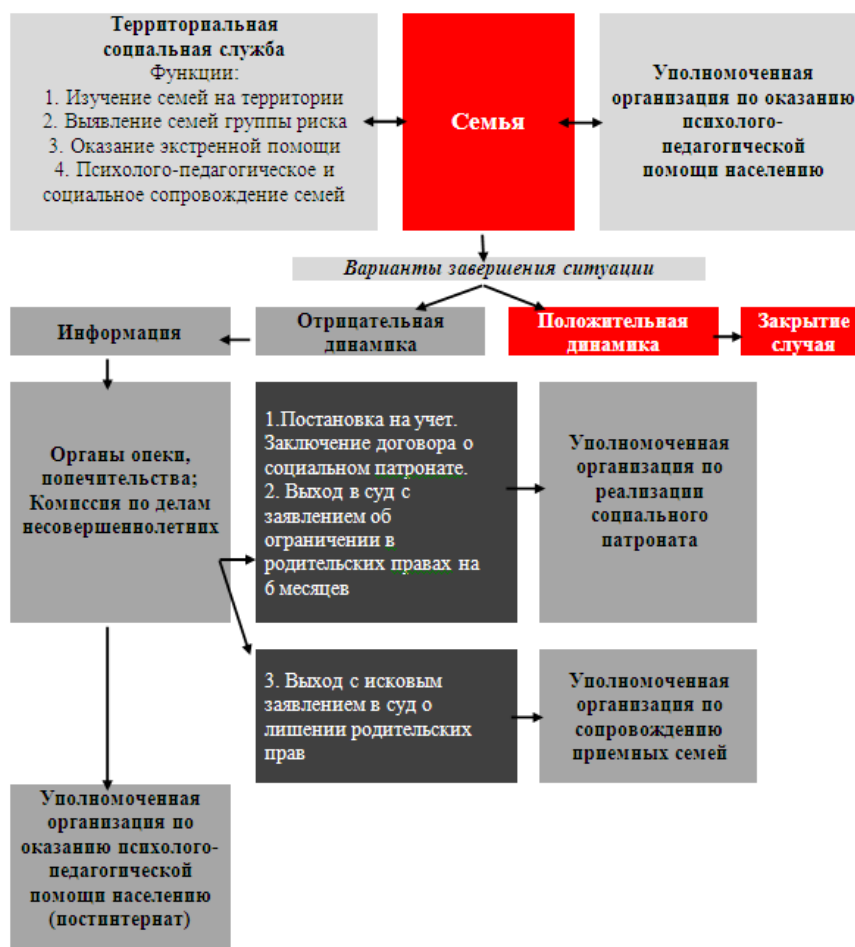 Территориальная
социальная служба
Функции:
1. Изучение семей на территории
2. Выявление семей группы риска
3. Оказание экстренной помощи
4. Психолого-педагогическое и
социальное сопровождение семей
Семья
Уполномоченная
организация по оказанию
психолого-
педагогической
помощи населению
Варианты завершения ситуации
Информация
Отрицательная
динамика
Положительная
динамика
Закрытие
случая
Органы опеки,
попечительства;
Комиссия по делам
несовершеннолетних
1.Постановка на учет.
Заключение договора о
социальном патронате.
2. Выход в суд с
заявлением об
ограничении в
родительских правах на
6 месяцев
Уполномоченная
организация по
реализации
социального
патроната
3. Выход с исковым
заявлением в суд о
лишении родительских
прав
Уполномоченная
организация по
сопровождению
приемных семей
Уполномоченная
организация по
оказанию психолого-
педагогической
помощи населению
(постинтернат)